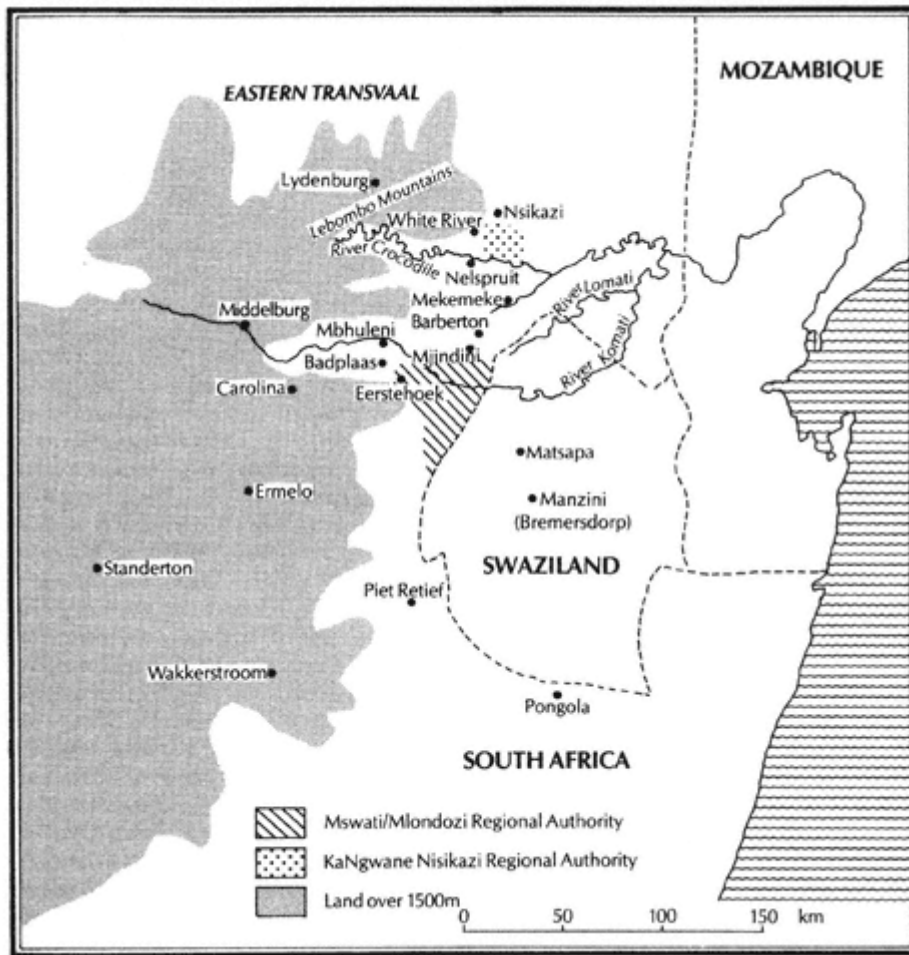 MOZAMBIQUE
EASTERN TRANSVAAL
Lydenburg
Lebombo Mountains
White River
Nsikazi
River Crocodile
Nelspruit
Mekemeke
River Lomati
Barberton
Middelburg
Mbhuleni
Mjindini
Badplaas
River Komati
Carolina
Eerstehoek
Matsapa
Ermelo
Manzini
(Bremersdorp)
Standerton
SWAZILAND
Piet Retief
Wakkerstroom
Pongola
SOUTH AFRICA
Mswati/Mlondozi Regional Authority
KaNgwane Nisikazi Regional Authority
Land over 1500m
0 50 100 150 km